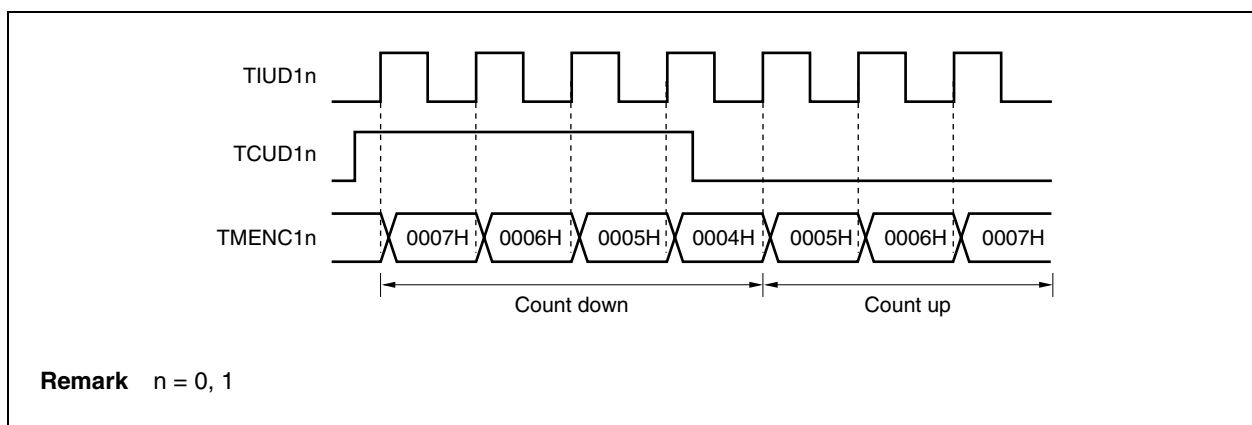 TIUD1n
TCUD1n
TMENC1n 0007H 0006H 0005H 0004H 0005H 0006H 0007H
Count down Count up
Remark n = 0, 1